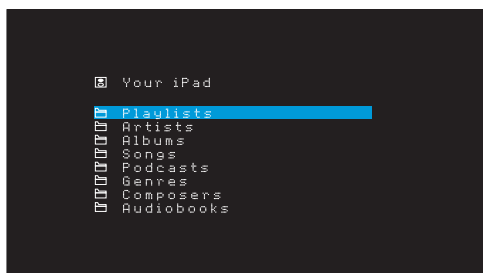 Your iPad
Playlists
Artists
Albums
Songs
Podcasts
Genres
Composers
Audiobooks